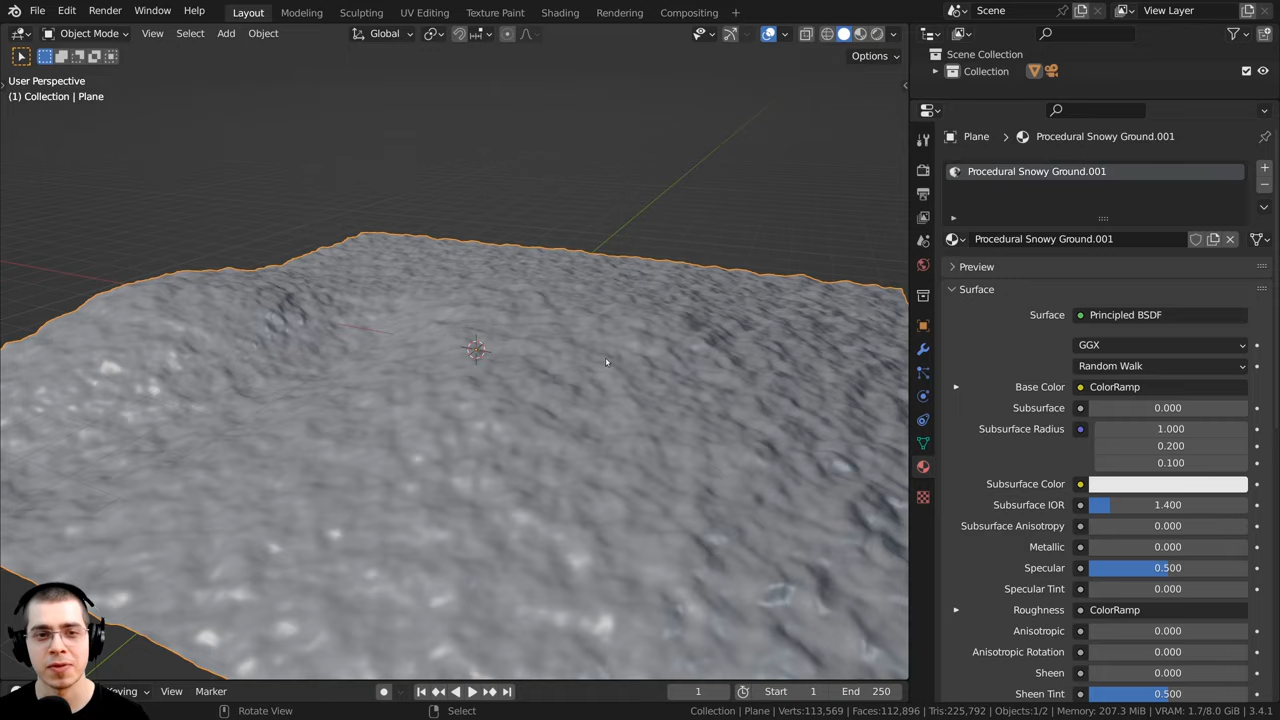 File Edit Render Window Help Layout Modeling Sculpting UV Editing Texture Paint Shading Rendering Compositing + Scene View Layer
Object Mode View Select Add Object Global
Options
User Perspective
(1) Collection | Plane
Scene Collection
Collection
Plane > Procedural Snowy Ground.001
Procedural Snowy Ground.001
Procedural Snowy Ground.001
Preview
Surface
Surface Principled BSDF
GGX
Random Walk
Base Color ColorRamp
Subsurface 0.000
Subsurface Radius 1.000
0.200
0.100
Subsurface Color
Subsurface IOR 1.400
Subsurface Anisotropy 0.000
Metallic 0.000
Specular 0.500
Specular Tint 0.000
Roughness ColorRamp
Anisotropic 0.000
Anisotropic Rotation 0.000
Sheen 0.000
Sheen Tint 0.500
Keying View Marker 1 Start 1 End 250
Rotate View Select Collection | Plane | Verts:113,569 | Faces:112,896 | Tris:225,792 | Objects:1/2 | Memory: 207.3 MiB | VRAM: 1.7/8.0 GiB | 3.4.1